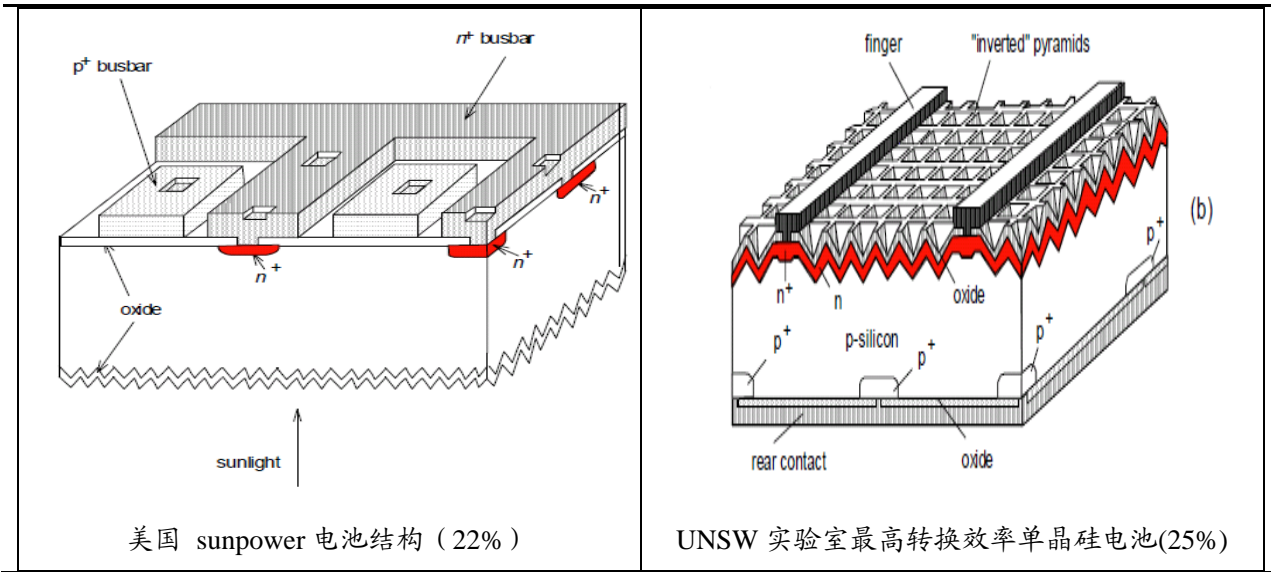 n+ busbar
p+ busbar
n+
n+
n+
oxide
sunlight
美国 sunpower 电池结构（22%）
finger
"inverted" pyramids
(b)
p+
n+
n
oxide
p-silicon
p+
p+
p+
rear contact
oxide
UNSW 实验室最高转换效率单晶硅电池(25%)